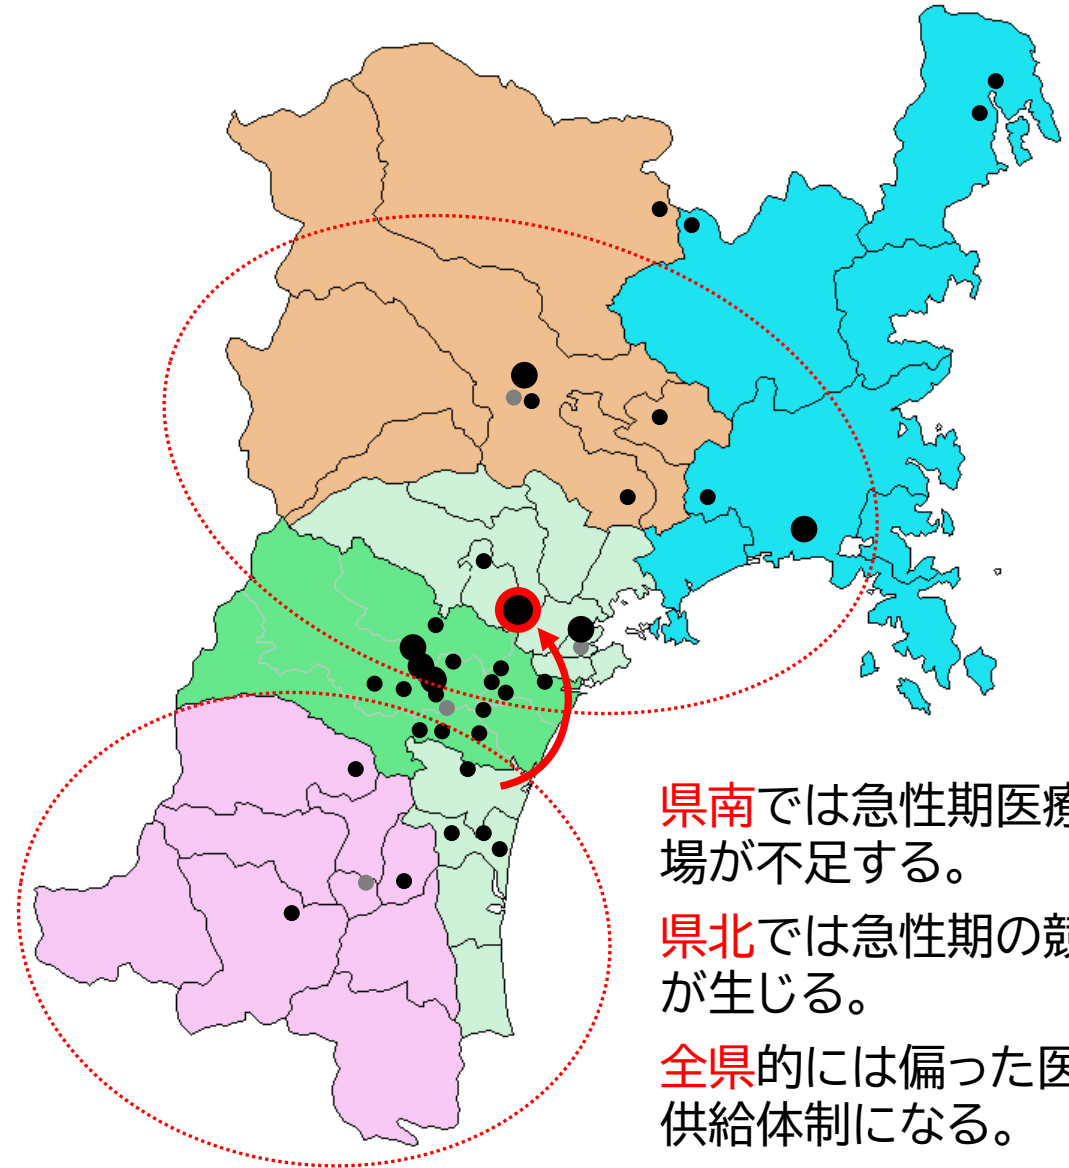 県南では急性期医療
場が不足する。
県北では急性期の競
が生じる。
全県的には偏った医
供給体制になる。